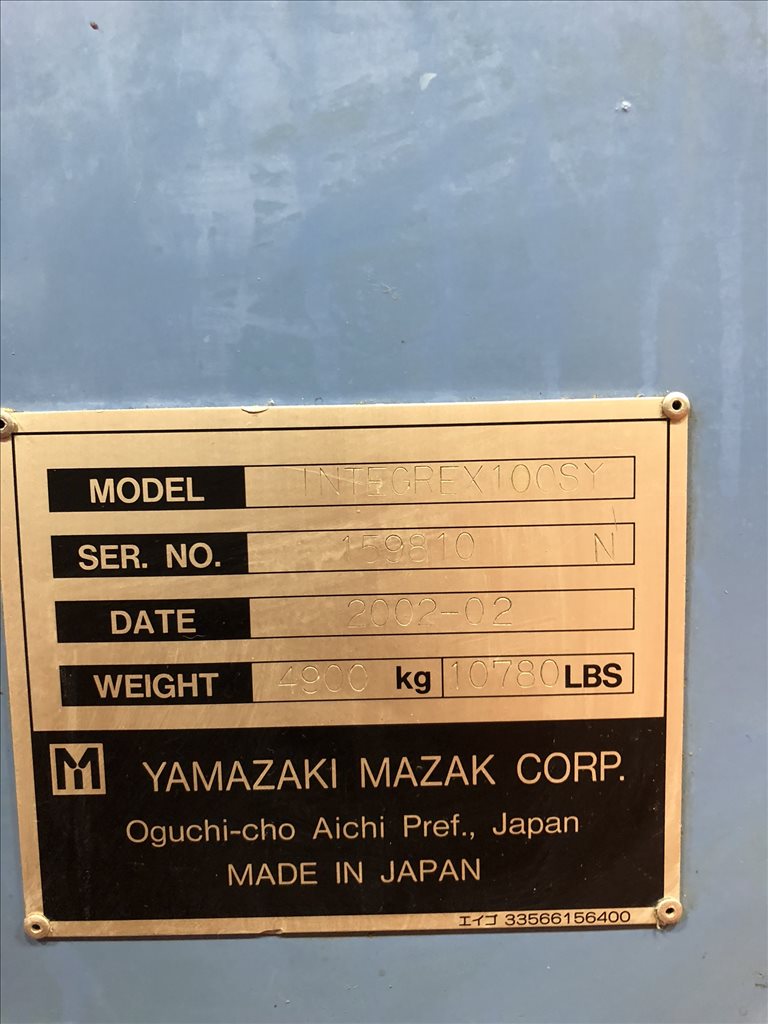 MODEL INTEGREX100SY
SER. NO. 159810 N
DATE 2002-02
WEIGHT 4900 kg 10780 LBS
YAMAZAKI MAZAK CORP.
Oguchi-cho Aichi Pref., Japan
MADE IN JAPAN
エイゴ 33566156400